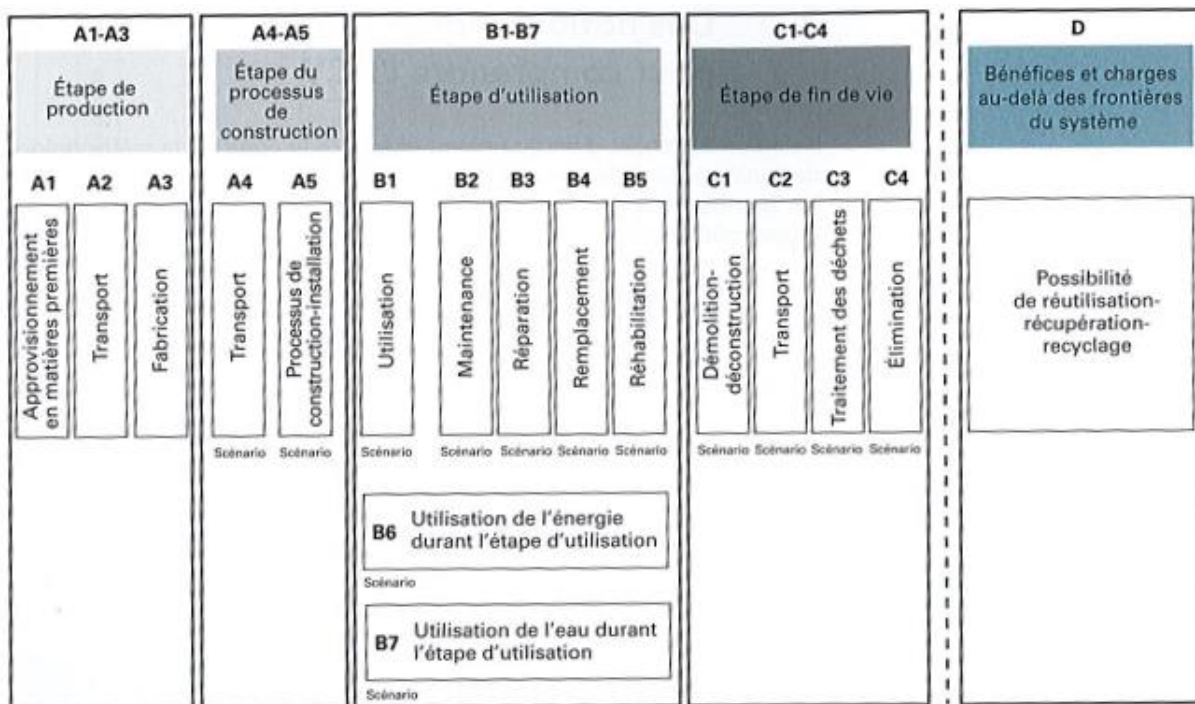 A1-A3
A4-A5
B1-B7
C1-C4
D
Étape de
production
Étape du
processus
de
construction
Étape d'utilisation
Étape de fin de vie
Bénéfices et charges
au-delà des frontières
du système
A1
A2
A3
A4
A5
B1
B2
B3
B4
B5
C1
C2
C3
C4
Approvisionnement
en matières premières
Transport
Fabrication
Transport
Processus de
construction-installation
Utilisation
Maintenance
Réparation
Remplacement
Réhabilitation
Démolition-
déconstruction
Transport
Traitement des déchets
Élimination
Possibilité
de réutilisation-
récupération-
recyclage
Scénario
Scénario
Scénario
Scénario
Scénario
Scénario
Scénario
Scénario
Scénario
Scénario
Scénario
B6 Utilisation de l'énergie
durant l'étape d'utilisation
Scénario
B7 Utilisation de l'eau durant
l'étape d'utilisation
Scénario